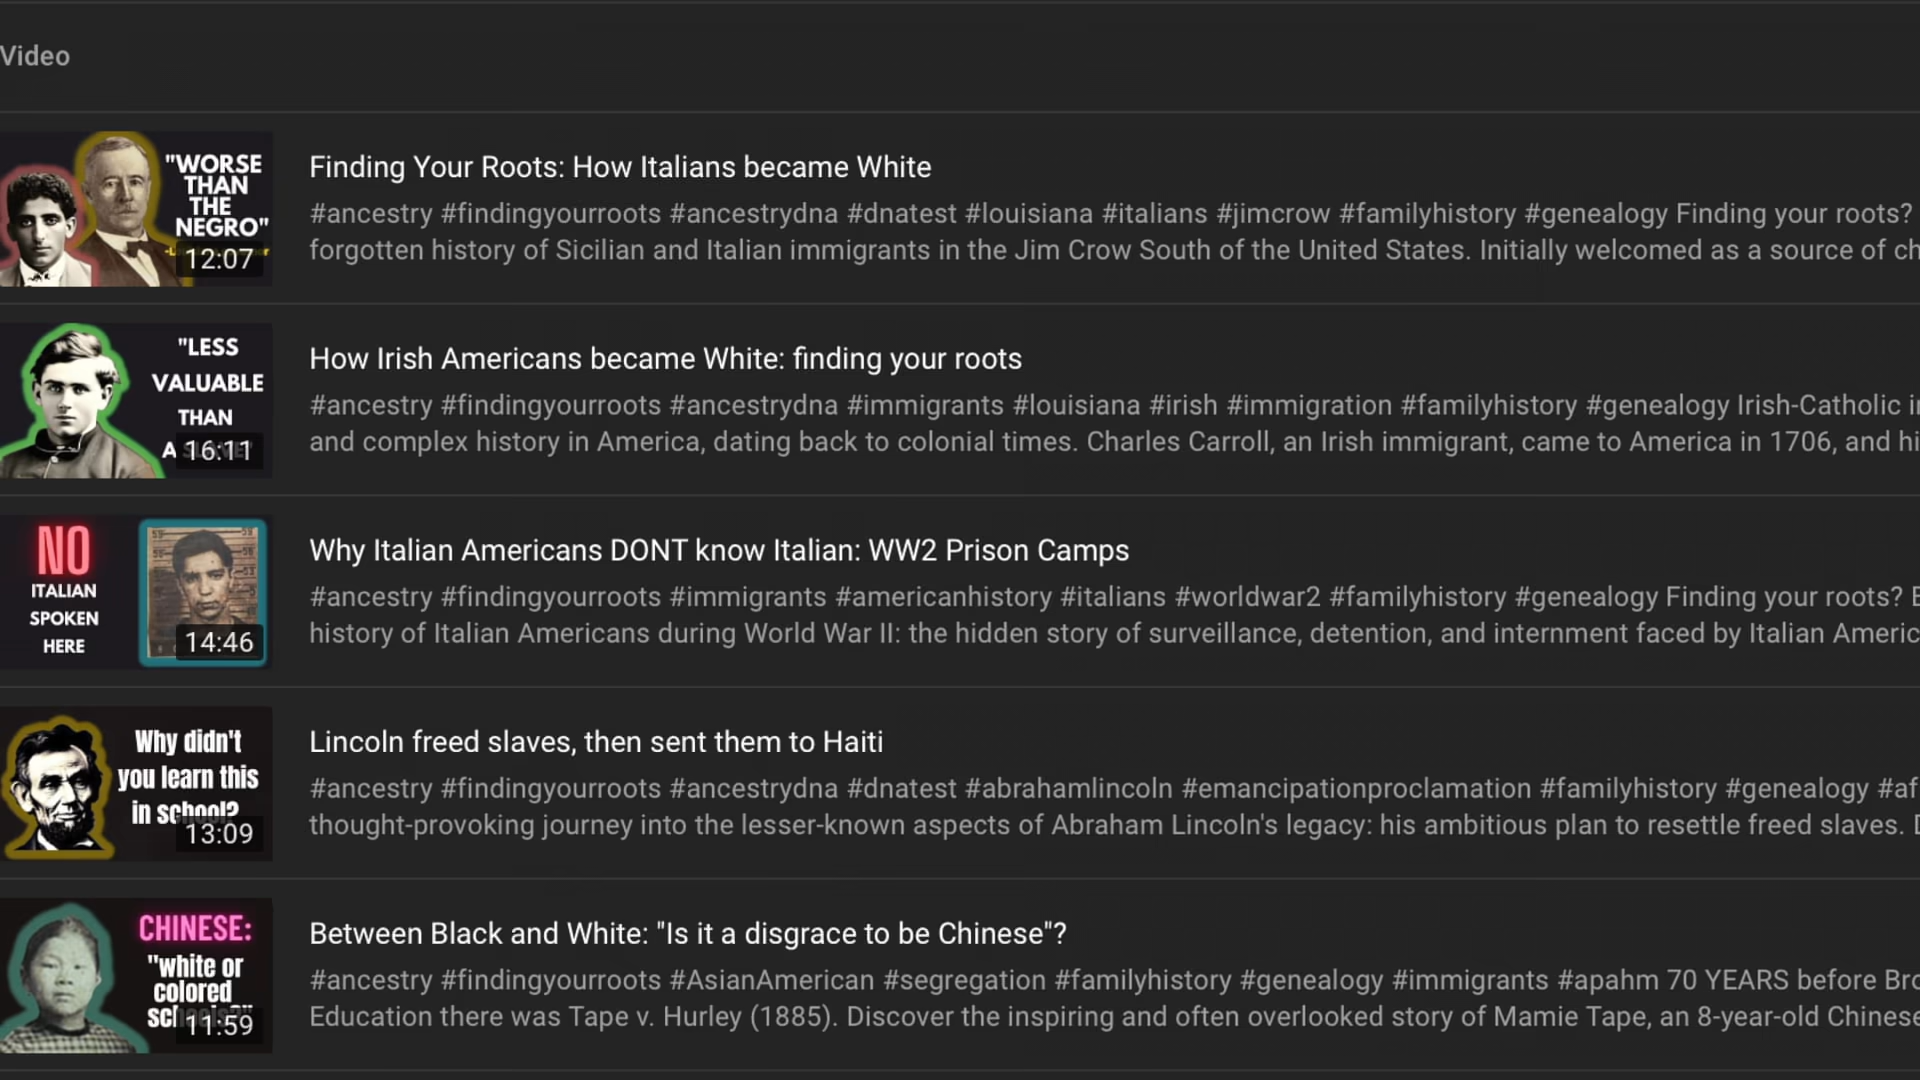 Video
"WORSE
THAN
THE
NEGRO"
12:07
Finding Your Roots: How Italians became White
#ancestry #findingyourroots #ancestrydna #dnatest #louisiana #italians #jimcrow #familyhistory #genealogy Finding your roots?
forgotten history of Sicilian and Italian immigrants in the Jim Crow South of the United States. Initially welcomed as a source of ch
"LESS
VALUABLE
THAN
A
16:11
How Irish Americans became White: finding your roots
#ancestry #findingyourroots #ancestrydna #immigrants #louisiana #irish #immigration #familyhistory #genealogy Irish-Catholic i
and complex history in America, dating back to colonial times. Charles Carroll, an Irish immigrant, came to America in 1706, and hi
NO
ITALIAN
SPOKEN
HERE
14:46
Why Italian Americans DONT know Italian: WW2 Prison Camps
#ancestry #findingyourroots #immigrants #americanhistory #italians #worldwar2 #familyhistory #genealogy Finding your roots? E
history of Italian Americans during World War II: the hidden story of surveillance, detention, and internment faced by Italian Americ
Why didn't
you learn this
in school?
13:09
Lincoln freed slaves, then sent them to Haiti
#ancestry #findingyourroots #ancestrydna #dnatest #abrahamlincoln #emancipationproclamation #familyhistory #genealogy #af
thought-provoking journey into the lesser-known aspects of Abraham Lincoln's legacy: his ambitious plan to resettle freed slaves. D
CHINESE:
"white or
colored
11:59
Between Black and White: "Is it a disgrace to be Chinese"?
#ancestry #findingyourroots #AsianAmerican #segregation #familyhistory #genealogy #immigrants #apahm 70 YEARS before Bro
Education there was Tape v. Hurley (1885). Discover the inspiring and often overlooked story of Mamie Tape, an 8-year-old Chinese